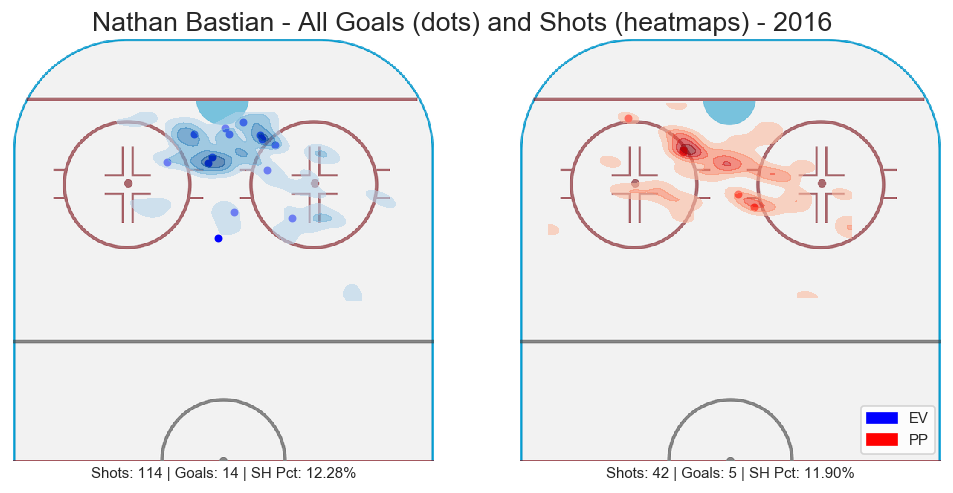 Nathan Bastian - All Goals (dots) and Shots (heatmaps) - 2016
EV
PP
Shots: 114 | Goals: 14 | SH Pct: 12.28%
Shots: 42 | Goals: 5 | SH Pct: 11.90%